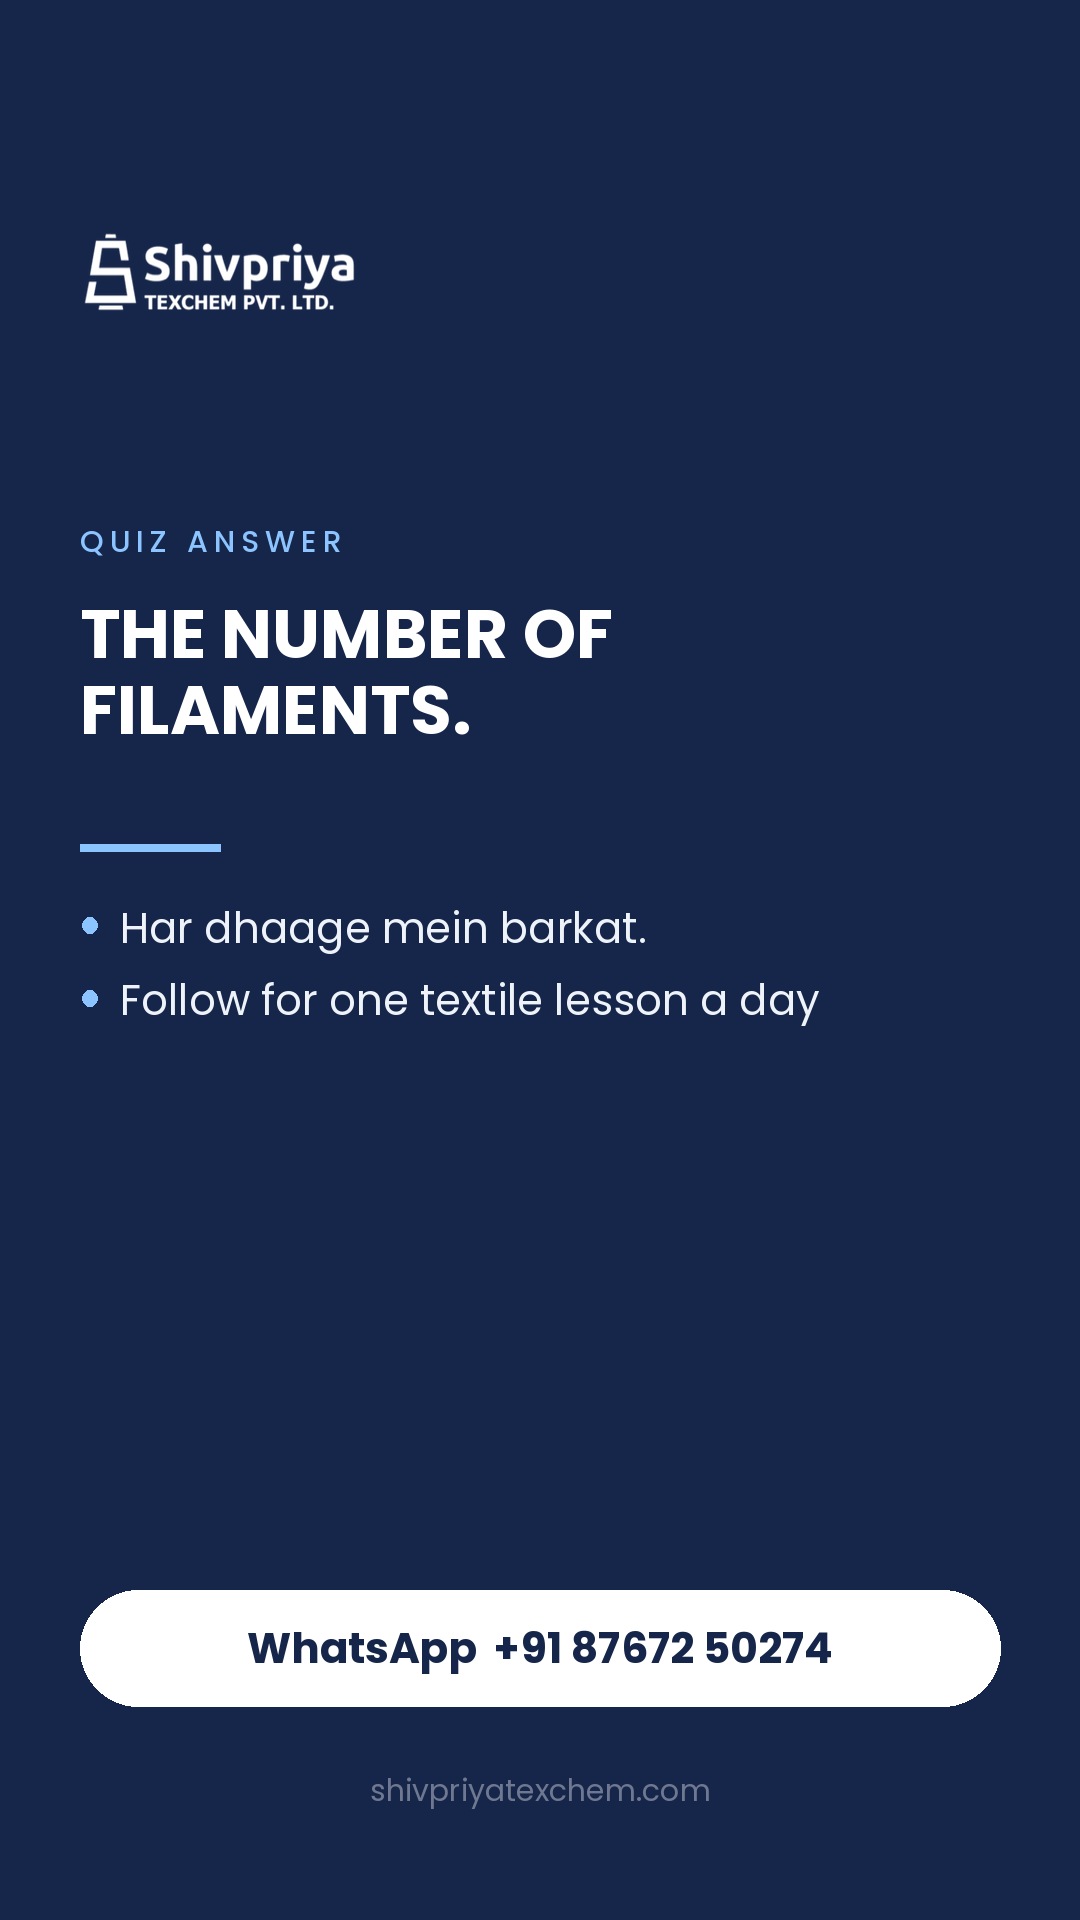 Shivpriya
TEXCHEM PVT. LTD.
QUIZ ANSWER
THE NUMBER OF
FILAMENTS.
Har dhaage mein barkat.
Follow for one textile lesson a day
WhatsApp +91 87672 50274
shivpriyatexchem.com